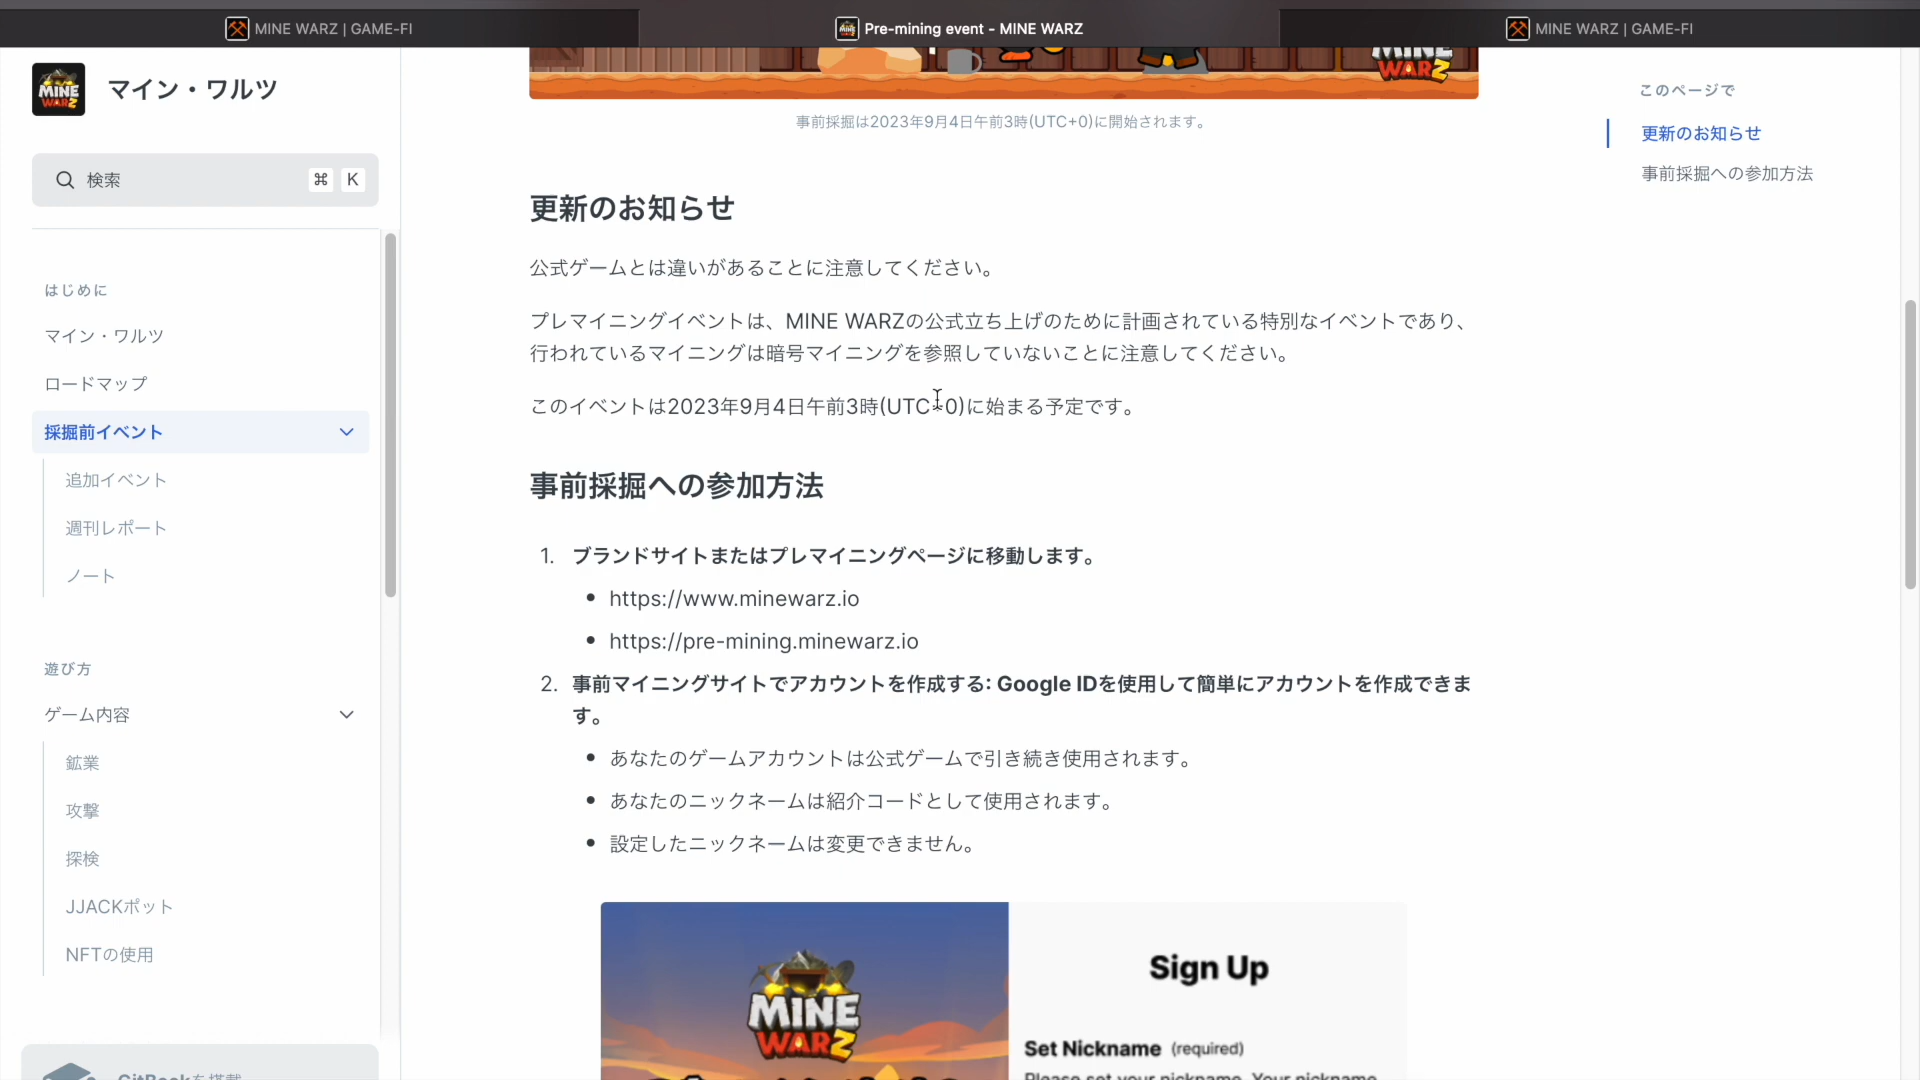 MINE WARZ | GAME-FI
Pre-mining event - MINE WARZ
MINE WARZ | GAME-FI
MINE WARZ
マイン・ワルツ
検索
⌘ K
はじめに
マイン・ワルツ
ロードマップ
採掘前イベント
追加イベント
週刊レポート
ノート
遊び方
ゲーム内容
鉱業
攻撃
探検
JJACKポット
NFTの使用
GitBookを搭載
MINE
WARZ
事前採掘は2023年9月4日午前3時(UTC+0)に開始されます。
更新のお知らせ
公式ゲームとは違いがあることに注意してください。
プレマイニングイベントは、MINE WARZの公式立ち上げのために計画されている特別なイベントであり、
行われているマイニングは暗号マイニングを参照していないことに注意してください。
このイベントは2023年9月4日午前3時(UTC+0)に始まる予定です。
事前採掘への参加方法
1. ブランドサイトまたはプレマイニングページに移動します。
• https://www.minewarz.io
• https://pre-mining.minewarz.io
2. 事前マイニングサイトでアカウントを作成する: Google IDを使用して簡単にアカウントを作成できま
す。
• あなたのゲームアカウントは公式ゲームで引き続き使用されます。
• あなたのニックネームは紹介コードとして使用されます。
• 設定したニックネームは変更できません。
MINE
WARZ
Sign Up
Set Nickname (required)
Please set your nickname. Your nickname
このページで
更新のお知らせ
事前採掘への参加方法